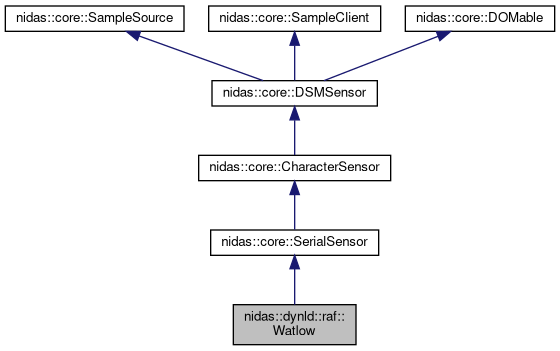 nidas::core::SampleSource
nidas::core::SampleClient
nidas::core::DOMable
nidas::core::DSMSensor
nidas::core::CharacterSensor
nidas::core::SerialSensor
nidas::dynld::raf::
Watlow